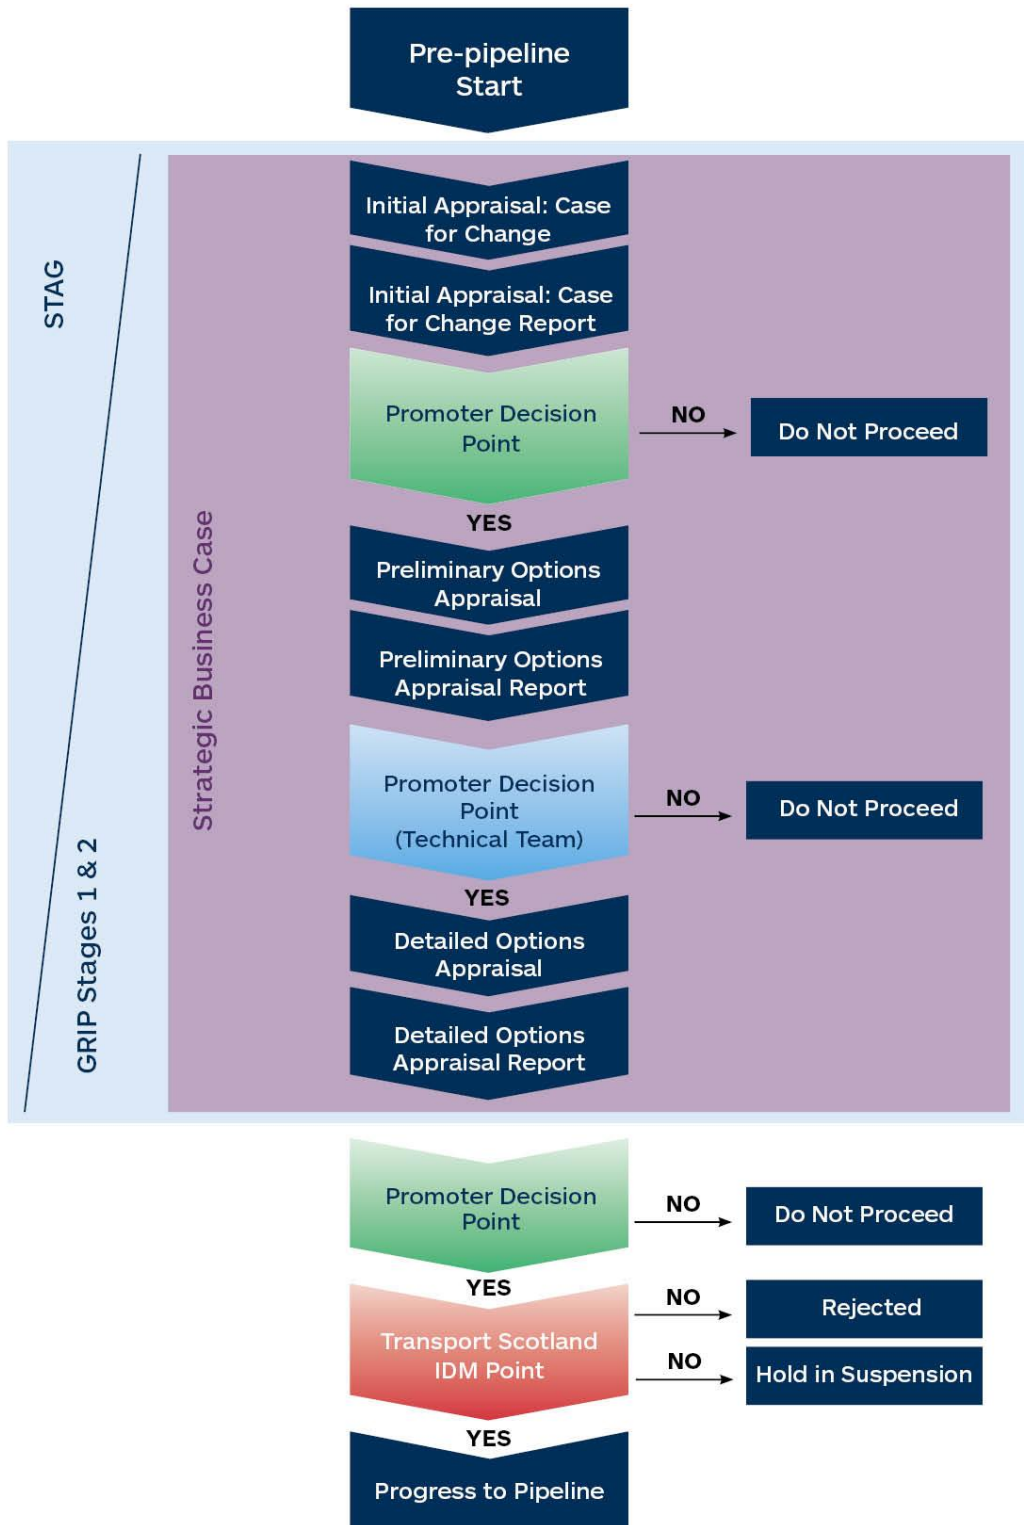 Pre-pipeline
Start
STAG
GRIP Stages 1 & 2
Strategic Business Case
Initial Appraisal: Case
for Change
Initial Appraisal: Case
for Change Report
Promoter Decision
Point
NO
Do Not Proceed
YES
Preliminary Options
Appraisal
Preliminary Options
Appraisal Report
Promoter Decision
Point
(Technical Team)
NO
Do Not Proceed
YES
Detailed Options
Appraisal
Detailed Options
Appraisal Report
Promoter Decision
Point
NO
Do Not Proceed
YES
Transport Scotland
IDM Point
NO
Rejected
NO
Hold in Suspension
YES
Progress to Pipeline